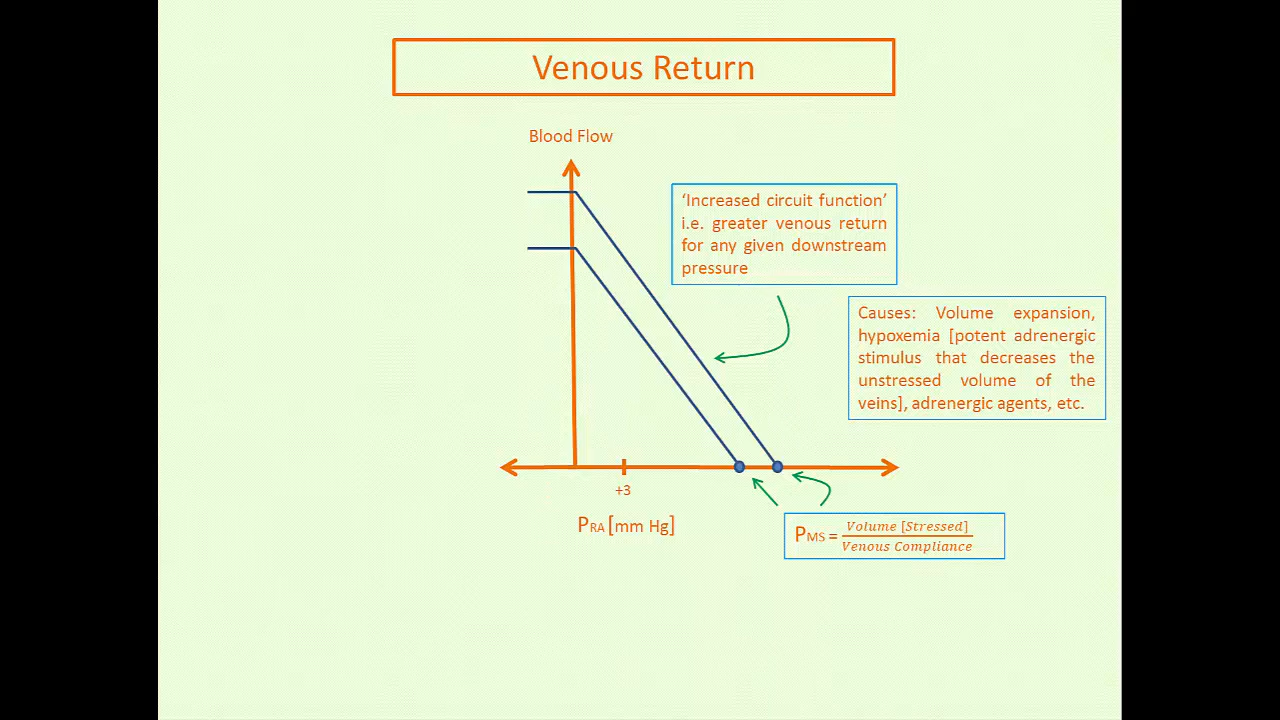 Venous Return
Blood Flow
‘Increased circuit function’
i.e. greater venous return
for any given downstream
pressure
Causes: Volume expansion,
hypoxemia [potent adrenergic
stimulus that decreases the
unstressed volume of the
veins], adrenergic agents, etc.
+3
PRA [mm Hg]
PMS = Volume [Stressed]
Venous Compliance